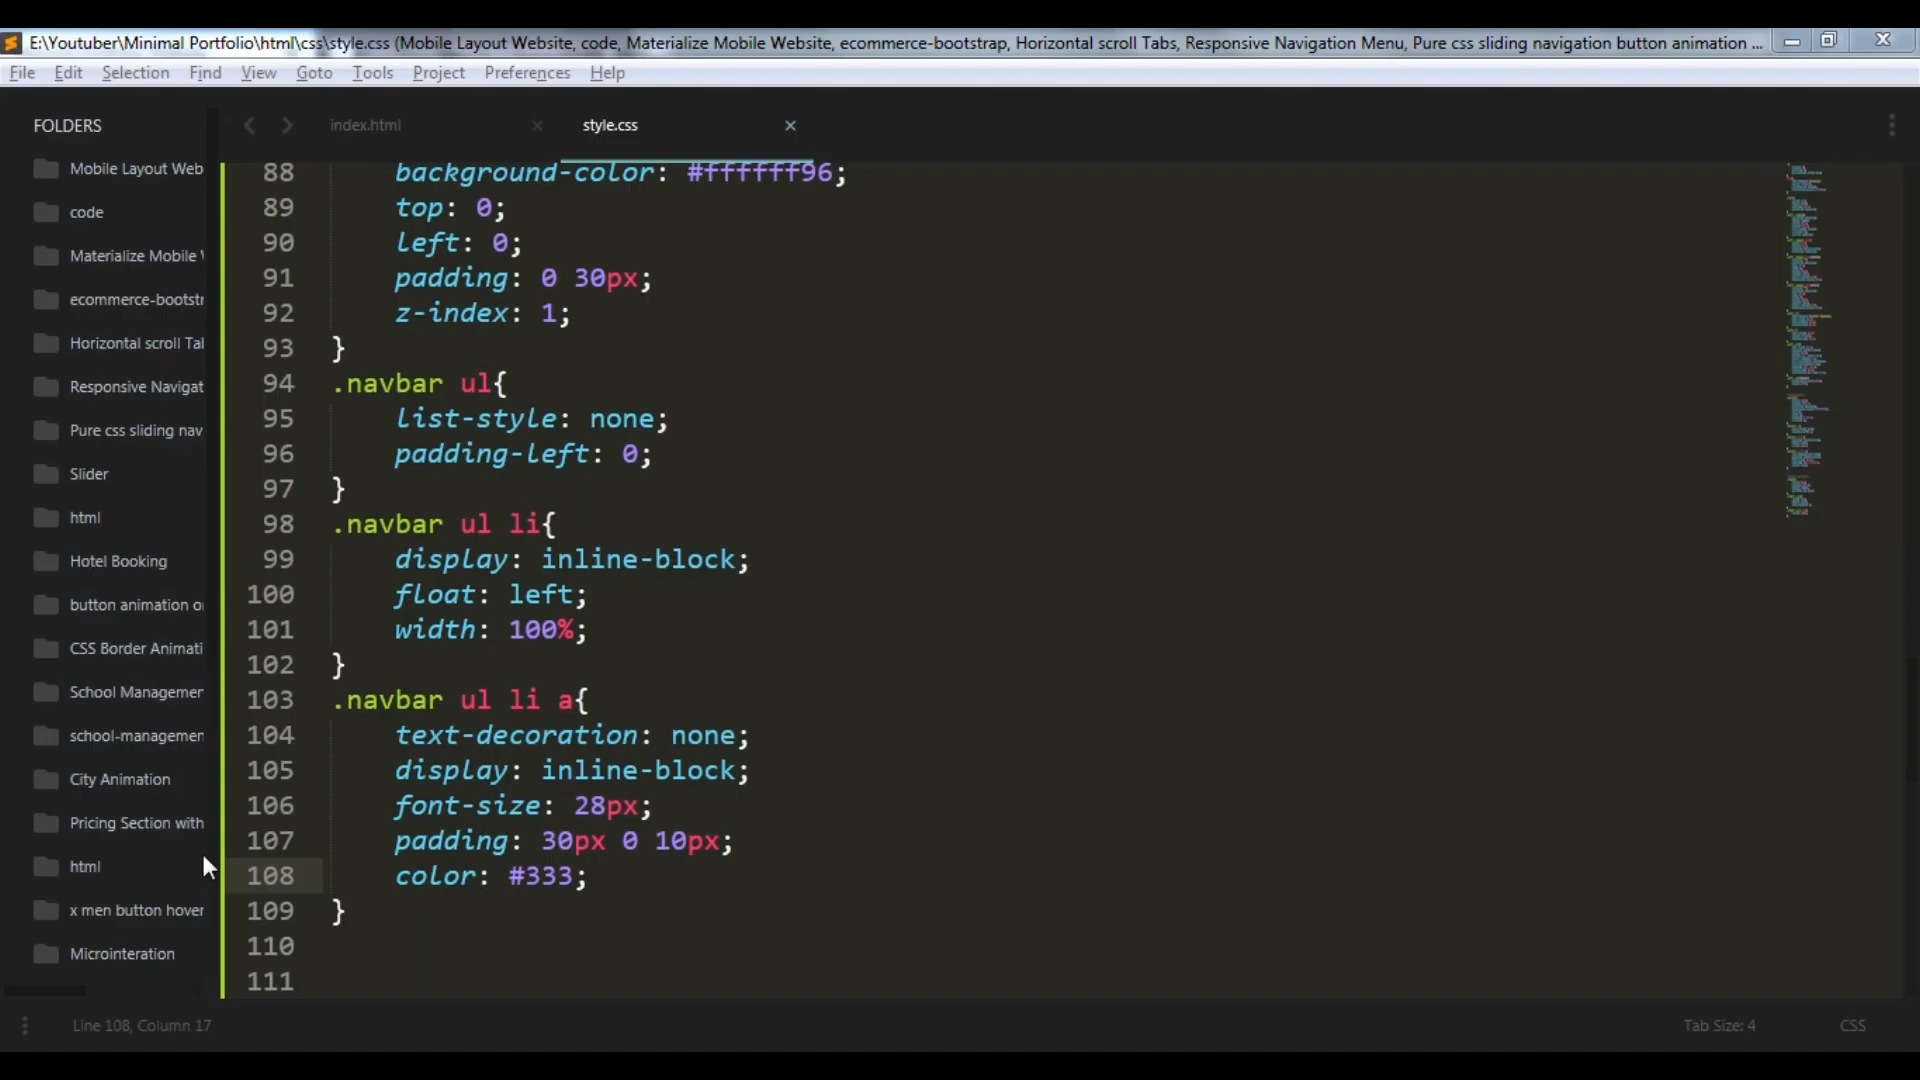 E:\Youtuber\Minimal Portfolio\html\css\style.css (Mobile Layout Website, code, Materialize Mobile Website, ecommerce-bootstrap, Horizontal scroll Tabs, Responsive Navigation Menu, Pure css sliding navigation button animation ...
File Edit Selection Find View Goto Tools Project Preferences Help
FOLDERS
Mobile Layout Web
code
Materialize Mobile
ecommerce-bootstr
Horizontal scroll Tal
Responsive Navigat
Pure css sliding nav
Slider
html
Hotel Booking
button animation o
CSS Border Animati
School Managemer
school-managemen
City Animation
Pricing Section with
html
x men button hover
Microinteration
index.html
style.css
88 background-color: #ffffff96;
89 top: 0;
90 left: 0;
91 padding: 0 30px;
92 z-index: 1;
93 }
94 .navbar ul{
95 list-style: none;
96 padding-left: 0;
97 }
98 .navbar ul li{
99 display: inline-block;
100 float: left;
101 width: 100%;
102 }
103 .navbar ul li a{
104 text-decoration: none;
105 display: inline-block;
106 font-size: 28px;
107 padding: 30px 0 10px;
108 color: #333;
109 }
110
111
Line 108, Column 17
Tab Size: 4
CSS